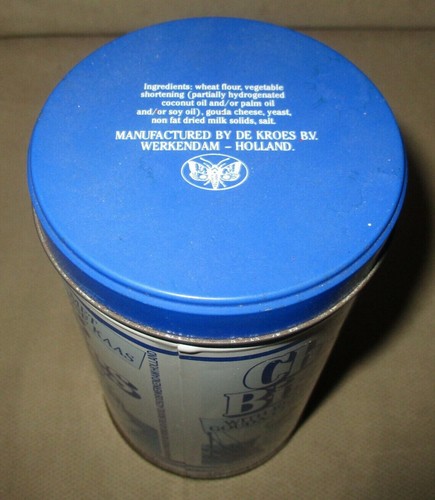 Ingredients: wheat flour, vegetable
shortening (partially hydrogenated
coconut oil and/or palm oil
and/or soy oil), gouda cheese, yeast,
non fat dried milk solids, salt.
MANUFACTURED BY DE KROES B.V.
WERKENDAM – HOLLAND.
KAAS